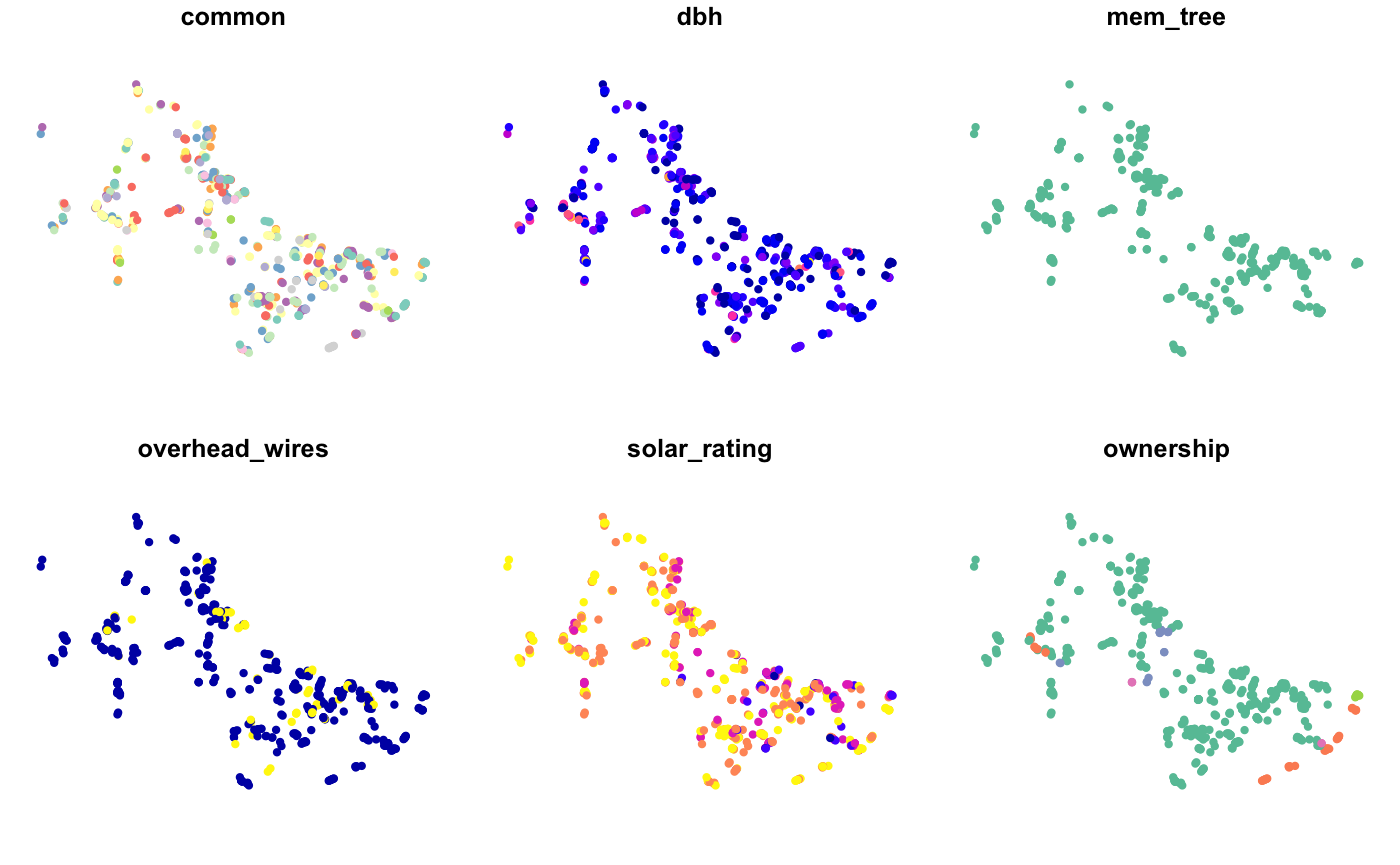 common
dbh
mem_tree
overhead_wires
solar_rating
ownership